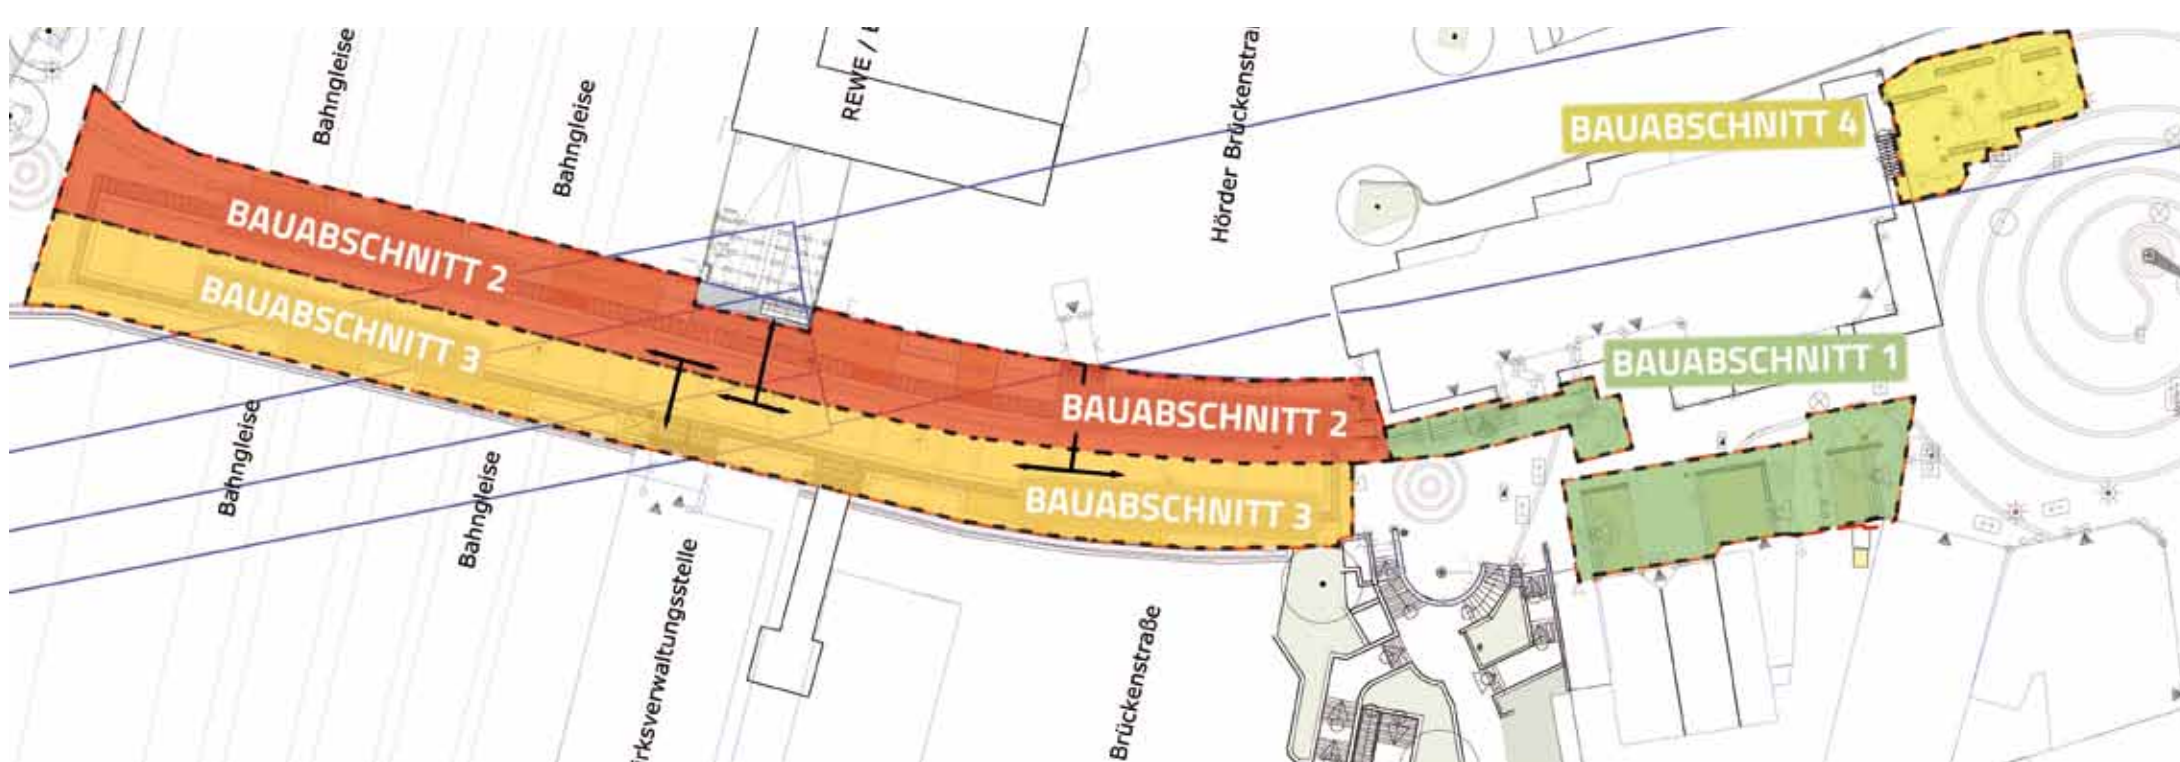 Bahngleise
Bahngleise
REWE /
Hörder Brückenstra
BAUABSCHNITT 4
BAUABSCHNITT 2
BAUABSCHNITT 3
BAUABSCHNITT 1
BAUABSCHNITT 2
BAUABSCHNITT 3
Bahngleise
Bahngleise
rksverwaltungsstelle
Brückenstraße